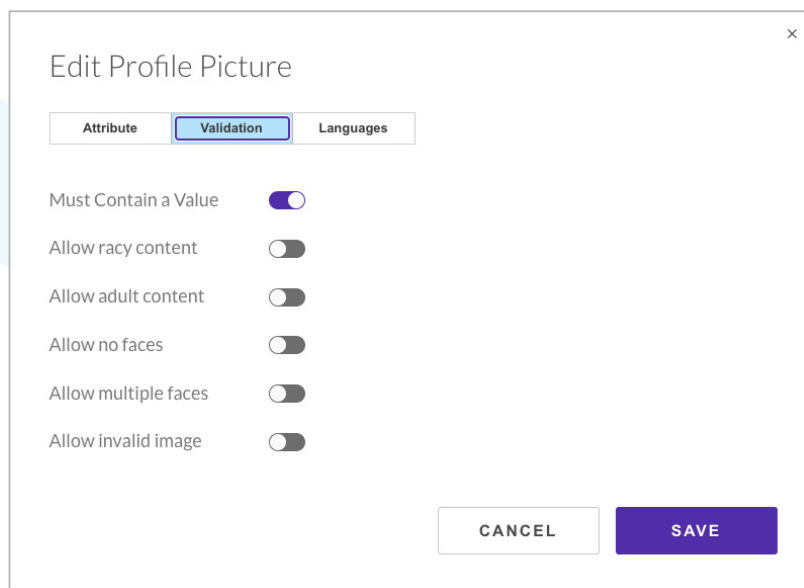 ×
Edit Profile Picture
Attribute Validation Languages
Must Contain a Value
Allow racy content
Allow adult content
Allow no faces
Allow multiple faces
Allow invalid image
CANCEL SAVE